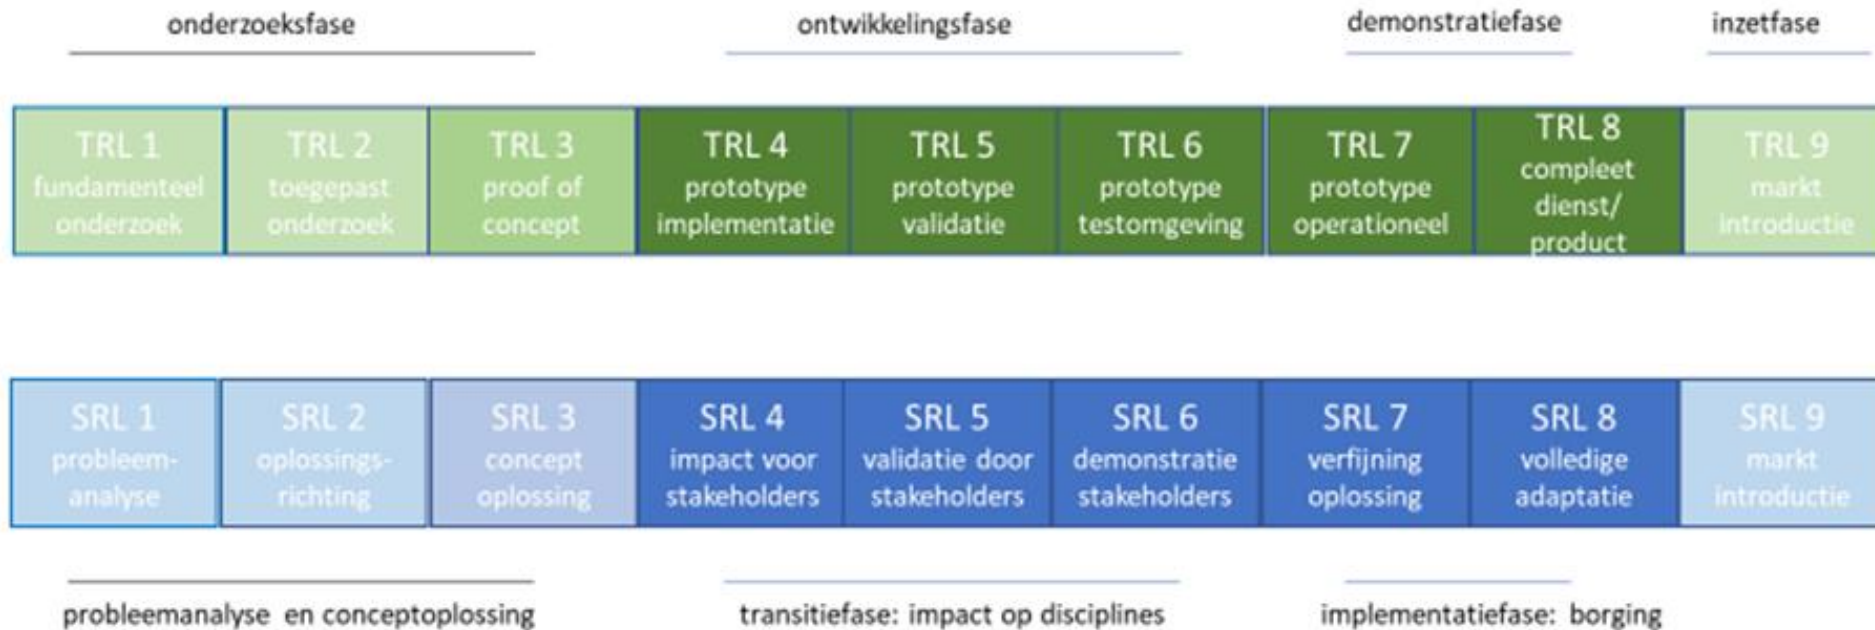 onderzoeksfase
ontwikkelingsfase
demonstratiefase
inzetfase
TRL 1
fundamenteel
onderzoek
TRL 2
toegepast
onderzoek
TRL 3
proof of
concept
TRL 4
prototype
implementatie
TRL 5
prototype
validatie
TRL 6
prototype
testomgeving
TRL 7
prototype
operationeel
TRL 8
compleet
dienst/
product
TRL 9
markt
introductie
SRL 1
probleem-
analyse
SRL 2
oplossings-
richting
SRL 3
concept
oplossing
SRL 4
impact voor
stakeholders
SRL 5
validatie door
stakeholders
SRL 6
demonstratie
stakeholders
SRL 7
verfijning
oplossing
SRL 8
volledige
adaptatie
SRL 9
markt
introductie
probleemanalyse en conceptoplossing
transitiefase: impact op disciplines
implementatiefase: borging